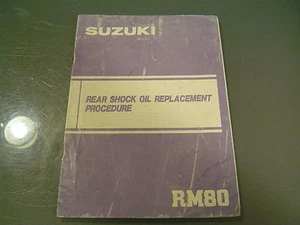 SUZUKI
REAR SHOCK OIL REPLACEMENT
PROCEDURE
RM80